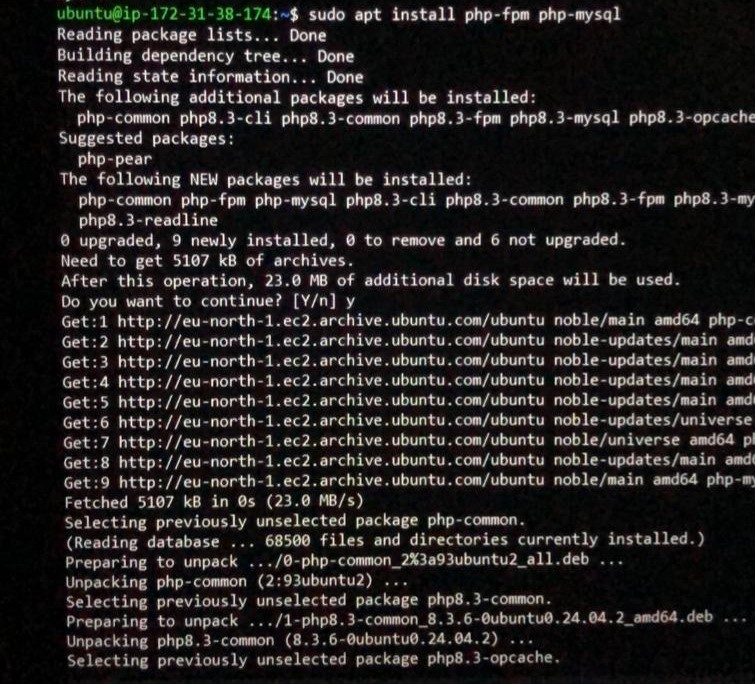 ubuntu@ip-172-31-38-174:~$ sudo apt install php-fpm php-mysql
Reading package lists... Done
Building dependency tree... Done
Reading state information... Done
The following additional packages will be installed:
php-common php8.3-cli php8.3-common php8.3-fpm php8.3-mysql php8.3-opcache
Suggested packages:
php-pear
The following NEW packages will be installed:
php-common php-fpm php-mysql php8.3-cli php8.3-common php8.3-fpm php8.3-my
php8.3-readline
0 upgraded, 9 newly installed, 0 to remove and 6 not upgraded.
Need to get 5107 kB of archives.
After this operation, 23.0 MB of additional disk space will be used.
Do you want to continue? [Y/n] y
Get:1 http://eu-north-1.ec2.archive.ubuntu.com/ubuntu noble/main amd64 php-c
Get:2 http://eu-north-1.ec2.archive.ubuntu.com/ubuntu noble-updates/main amd
Get:3 http://eu-north-1.ec2.archive.ubuntu.com/ubuntu noble-updates/main amd
Get:4 http://eu-north-1.ec2.archive.ubuntu.com/ubuntu noble-updates/main amd
Get:5 http://eu-north-1.ec2.archive.ubuntu.com/ubuntu noble-updates/main amd
Get:6 http://eu-north-1.ec2.archive.ubuntu.com/ubuntu noble-updates/universe
Get:7 http://eu-north-1.ec2.archive.ubuntu.com/ubuntu noble/universe amd64 p
Get:8 http://eu-north-1.ec2.archive.ubuntu.com/ubuntu noble-updates/main amd
Get:9 http://eu-north-1.ec2.archive.ubuntu.com/ubuntu noble/main amd64 php-my
Fetched 5107 kB in 0s (23.0 MB/s)
Selecting previously unselected package php-common.
(Reading database ... 68500 files and directories currently installed.)
Preparing to unpack .../0-php-common_2%3a93ubuntu2_all.deb ...
Unpacking php-common (2:93ubuntu2) ...
Selecting previously unselected package php8.3-common.
Preparing to unpack .../1-php8.3-common_8.3.6-0ubuntu0.24.04.2_amd64.deb ...
Unpacking php8.3-common (8.3.6-0ubuntu0.24.04.2) ...
Selecting previously unselected package php8.3-opcache.